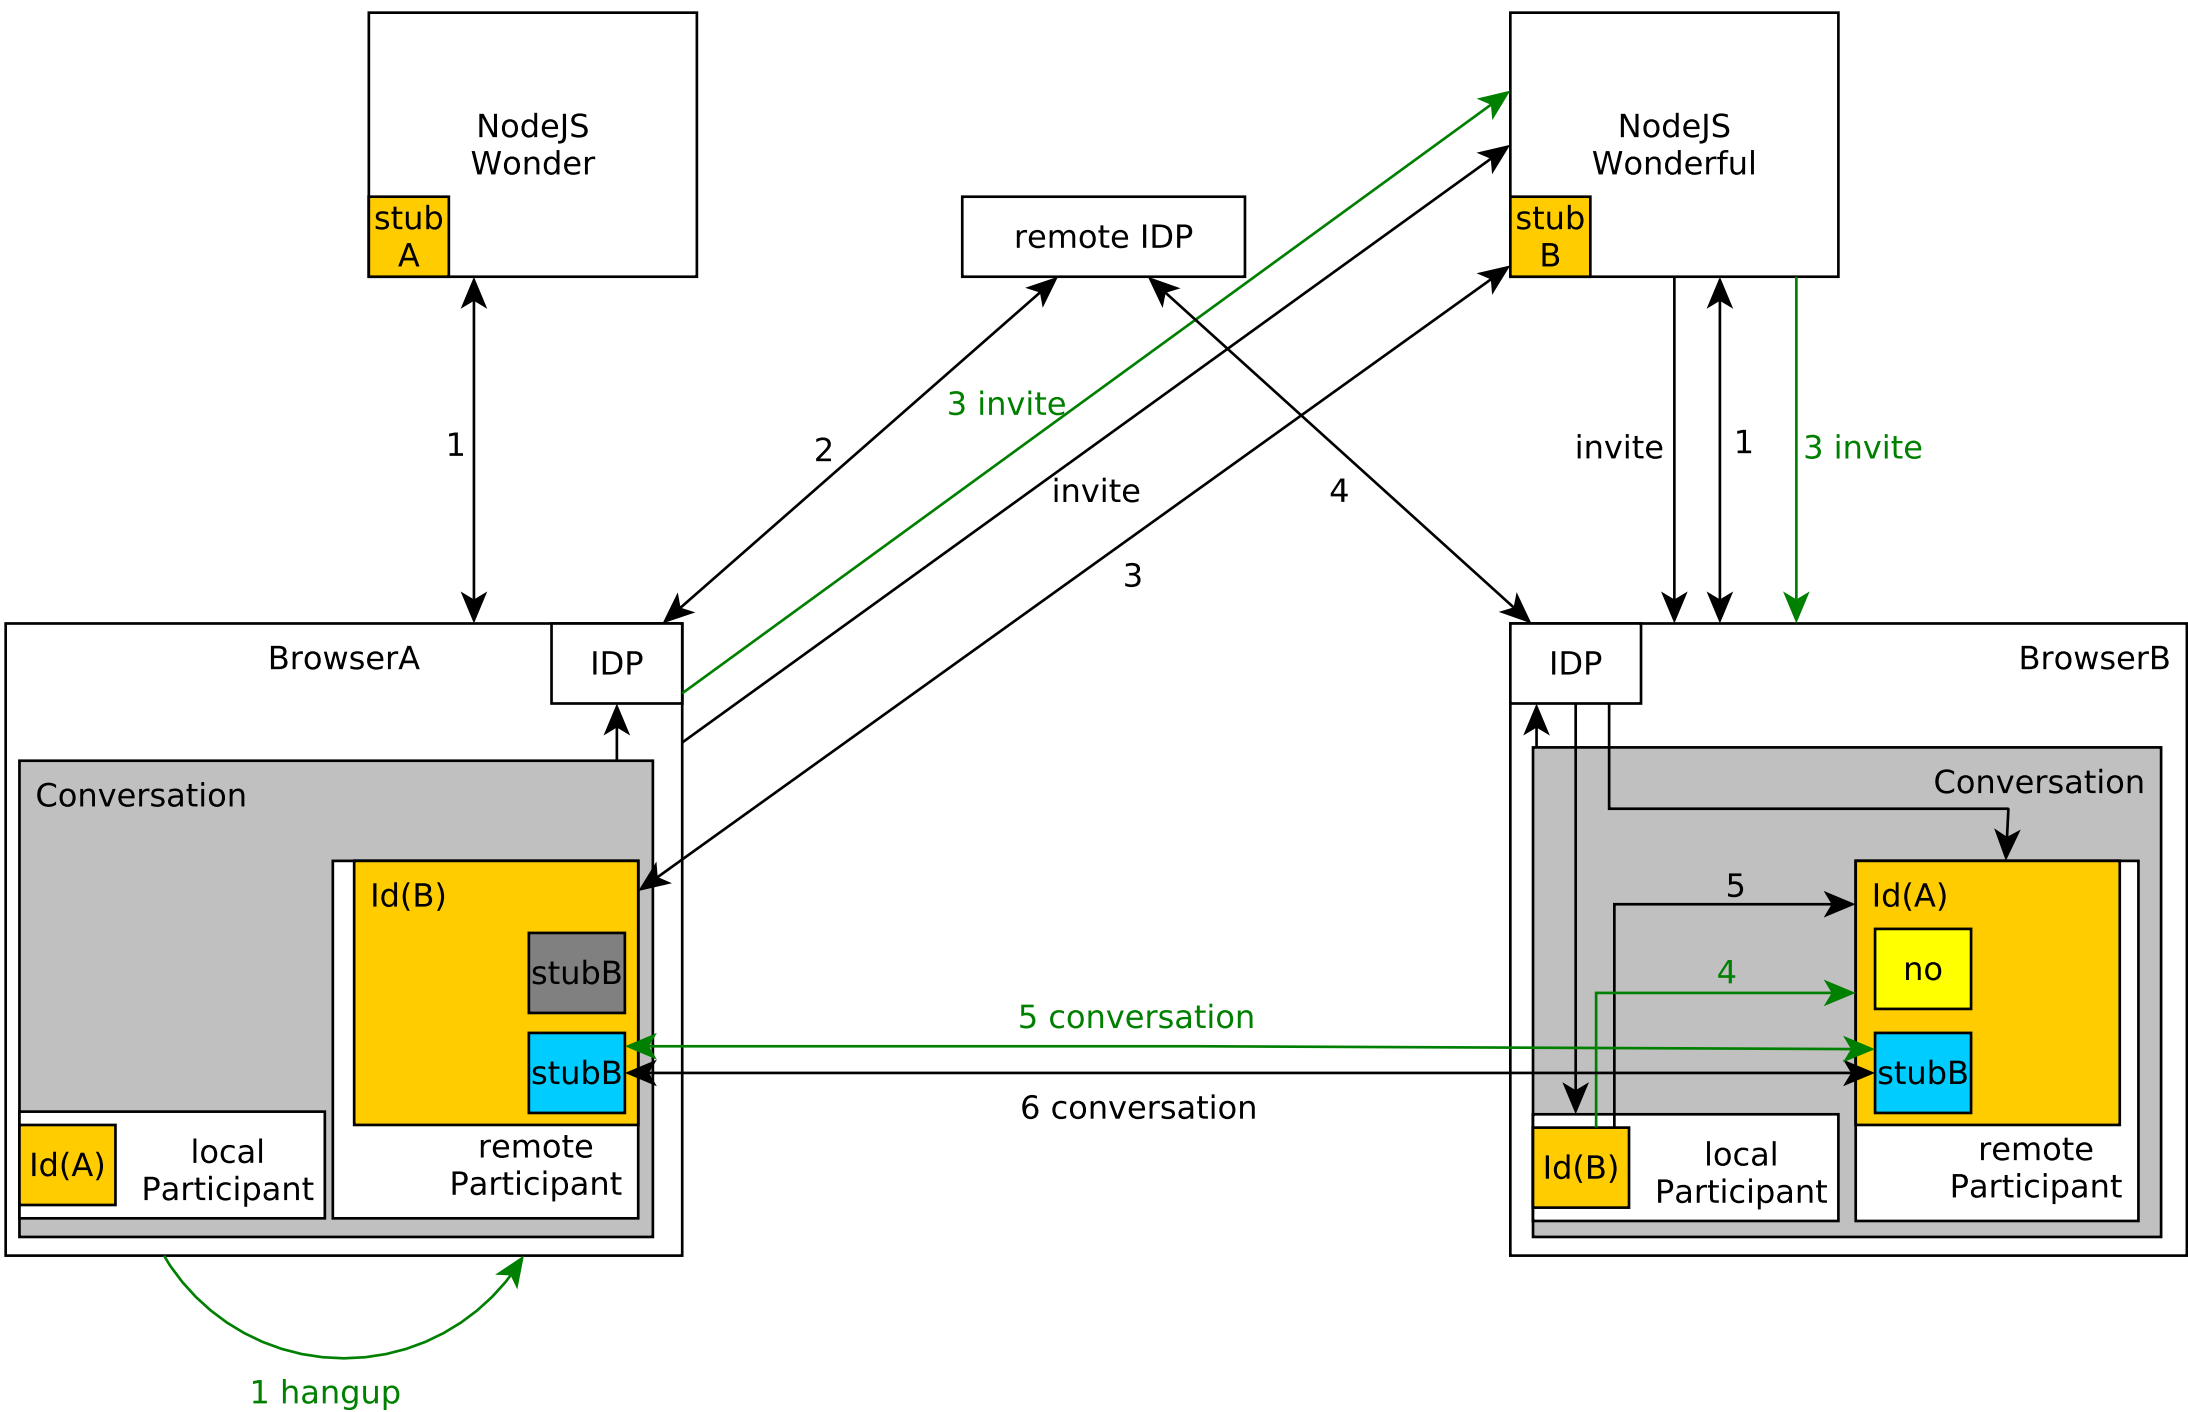 NodeJS
Wonder
stub
A
NodeJS
Wonderful
stub
B
remote IDP
3 invite
2
1
invite
4
3
invite
1
3 invite
BrowserA
IDP
IDP
BrowserB
Conversation
Conversation
Id(B)
stubB
stubB
5
Id(A)
no
4
stubB
5 conversation
6 conversation
Id(A)
local
Participant
remote
Participant
Id(B)
local
Participant
remote
Participant
1 hangup